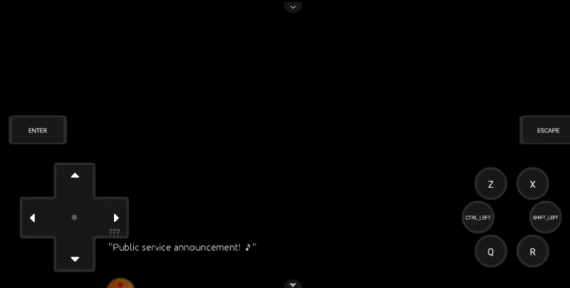 ENTER
ESCAPE
Z
X
CTRL_LEFT
SHIFT_LEFT
???
"Public service announcement! ♪"
Q
R